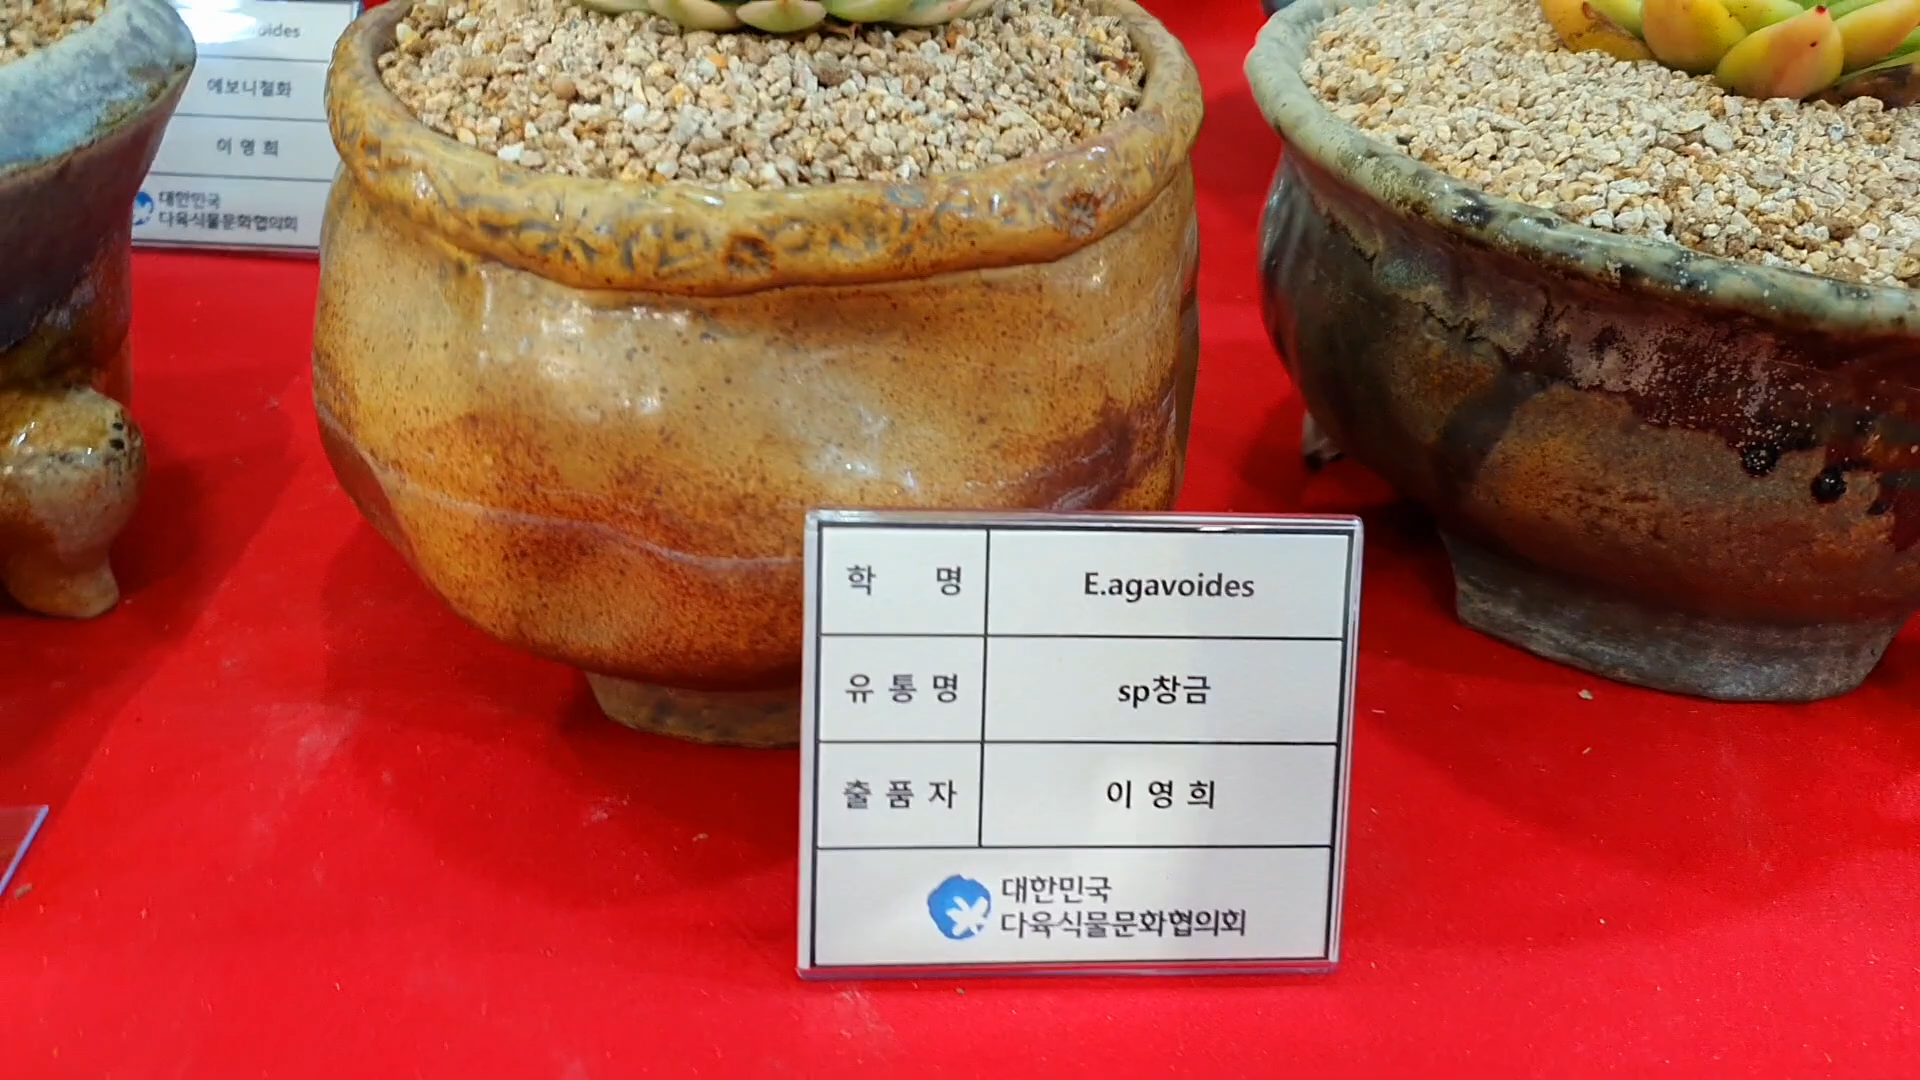 에보니철화
이 영 희
대한민국
다육식물문화협의회
학 명 E.agavoides
유 통 명 sp창금
출 품 자 이 영 희
대한민국
다육식물문화협의회